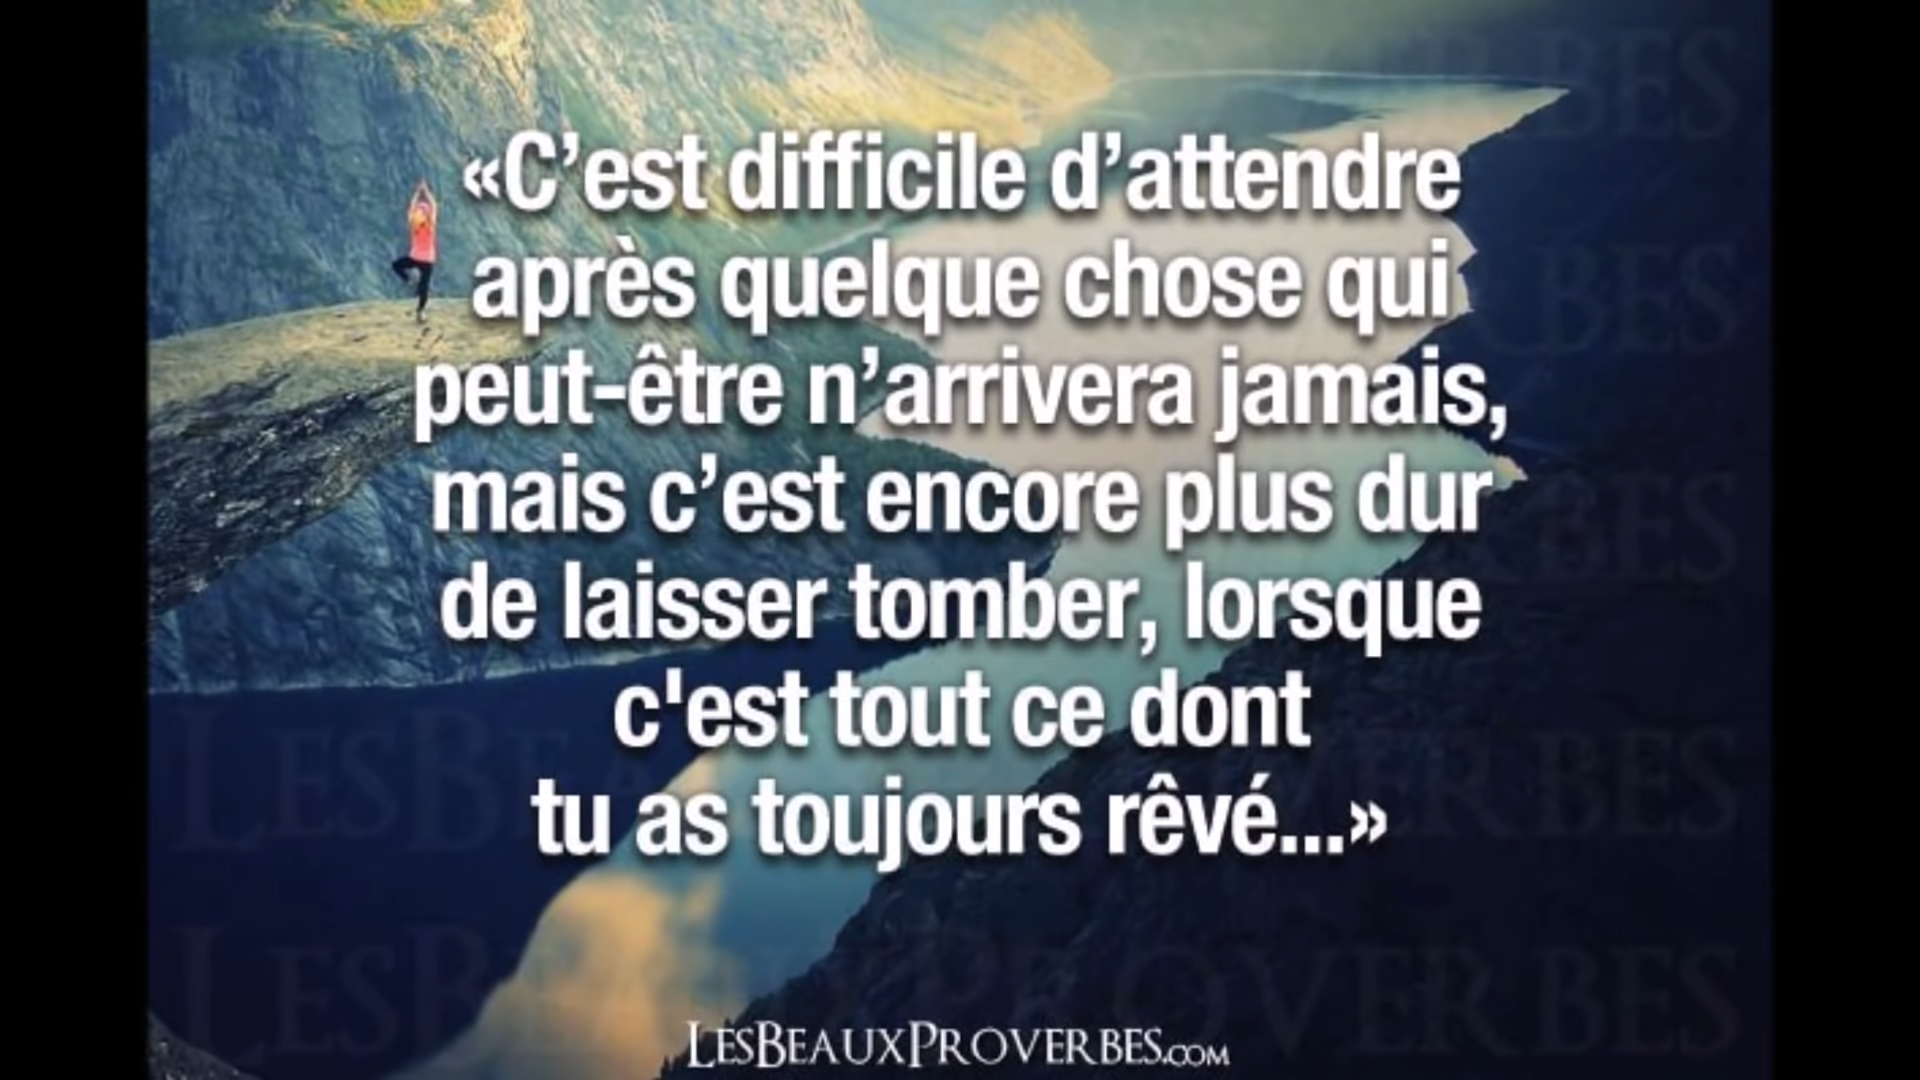 «C’est difficile d’attendre
après quelque chose qui
peut-être n’arrivera jamais,
mais c’est encore plus dur
de laisser tomber, lorsque
c'est tout ce dont
tu as toujours rêvé...»
LESBEAUXPROVERBES.COM